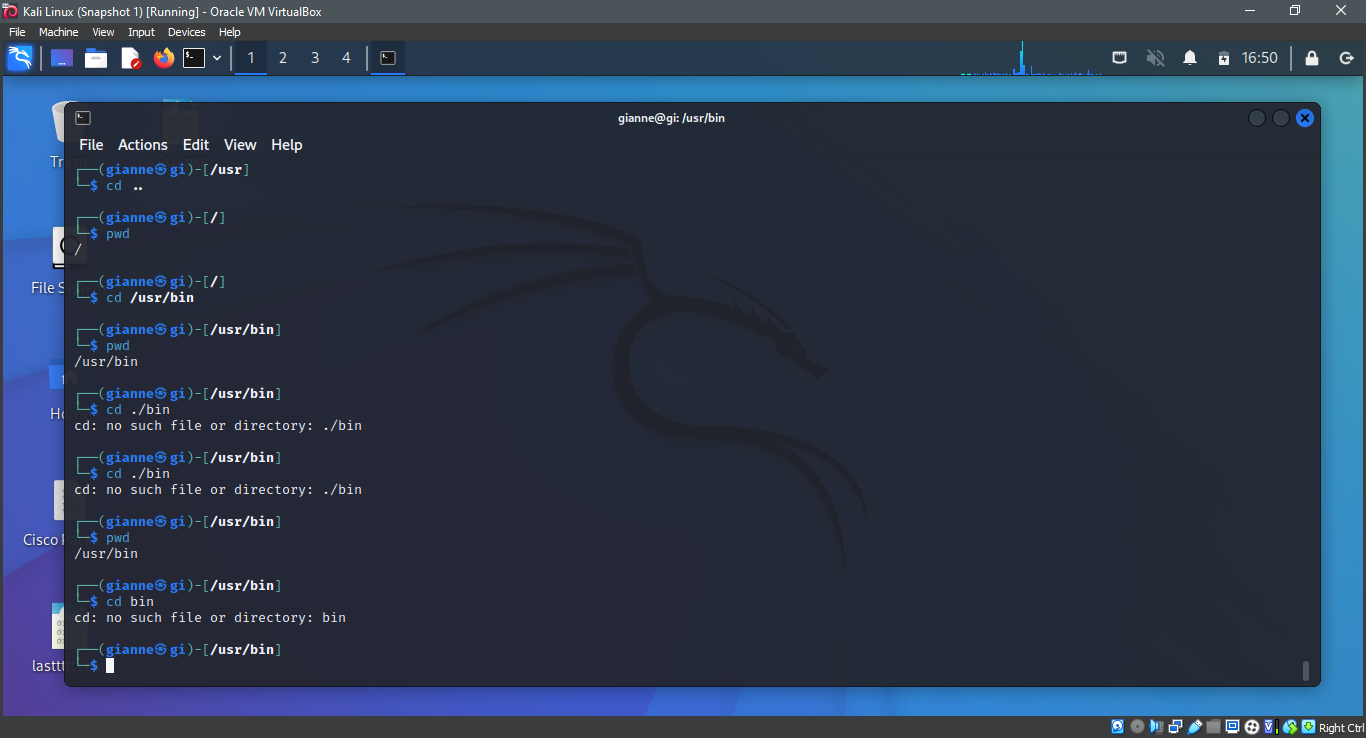 Kali Linux (Snapshot 1) [Running] - Oracle VM VirtualBox
File Machine View Input Devices Help
1 2 3 4 16:50
gianne@gi: /usr/bin
File Actions Edit View Help
┌──(gianne㉿gi)-[/usr]
└─$ cd ..
┌──(gianne㉿gi)-[/]
└─$ pwd
/
┌──(gianne㉿gi)-[/]
└─$ cd /usr/bin
┌──(gianne㉿gi)-[/usr/bin]
└─$ pwd
/usr/bin
┌──(gianne㉿gi)-[/usr/bin]
└─$ cd ./bin
cd: no such file or directory: ./bin
┌──(gianne㉿gi)-[/usr/bin]
└─$ cd ./bin
cd: no such file or directory: ./bin
┌──(gianne㉿gi)-[/usr/bin]
└─$ pwd
/usr/bin
┌──(gianne㉿gi)-[/usr/bin]
└─$ cd bin
cd: no such file or directory: bin
┌──(gianne㉿gi)-[/usr/bin]
└─$
File
Cisco
Right Ctrl